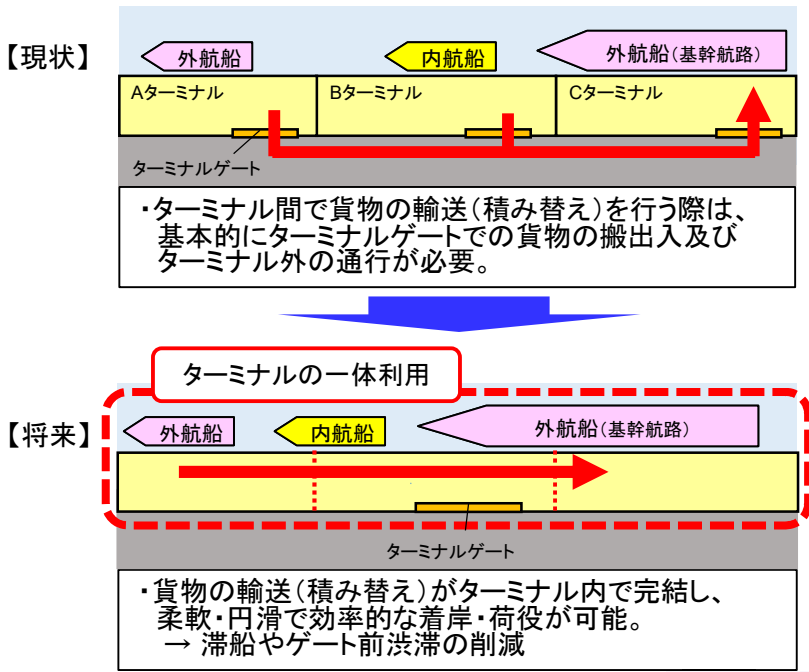 【現状】
外航船
内航船
外航船(基幹航路)
Aターミナル
Bターミナル
Cターミナル
ターミナルゲート
・ターミナル間で貨物の輸送(積み替え)を行う際は、
基本的にターミナルゲートでの貨物の搬出入及び
ターミナル外の通行が必要。
ターミナルの一体利用
【将来】
外航船
内航船
外航船(基幹航路)
ターミナルゲート
・貨物の輸送(積み替え)がターミナル内で完結し、
柔軟・円滑で効率的な着岸・荷役が可能。
→ 滞船やゲート前渋滞の削減